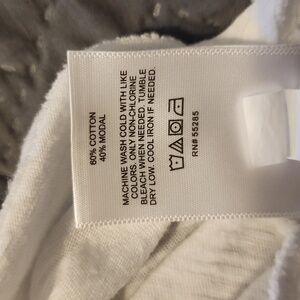 60% COTTON
40% MODAL
MACHINE WASH COLD WITH LIKE
COLORS. ONLY NON-CHLORINE
BLEACH WHEN NEEDED. TUMBLE
DRY LOW. COOL IRON IF NEEDED.
RN# 55285